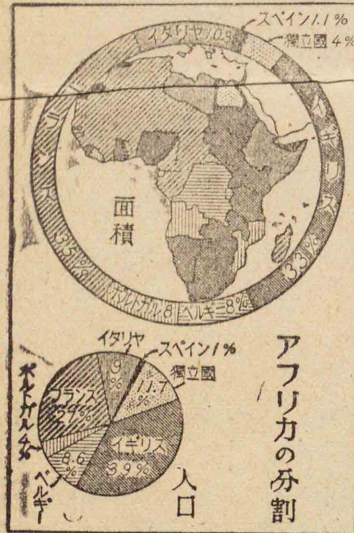 アフリカの分割
面積
スペイン1.1%
獨立國4%
イギリス
33%
ベルギー8%
ポルトガル8
フランス
イタリヤ
人口
スペイン1%
獨立國
11.7%
イギリス
39%
ベルギー
8.6%
ポルトガル4%
フランス
イタリヤ
9%